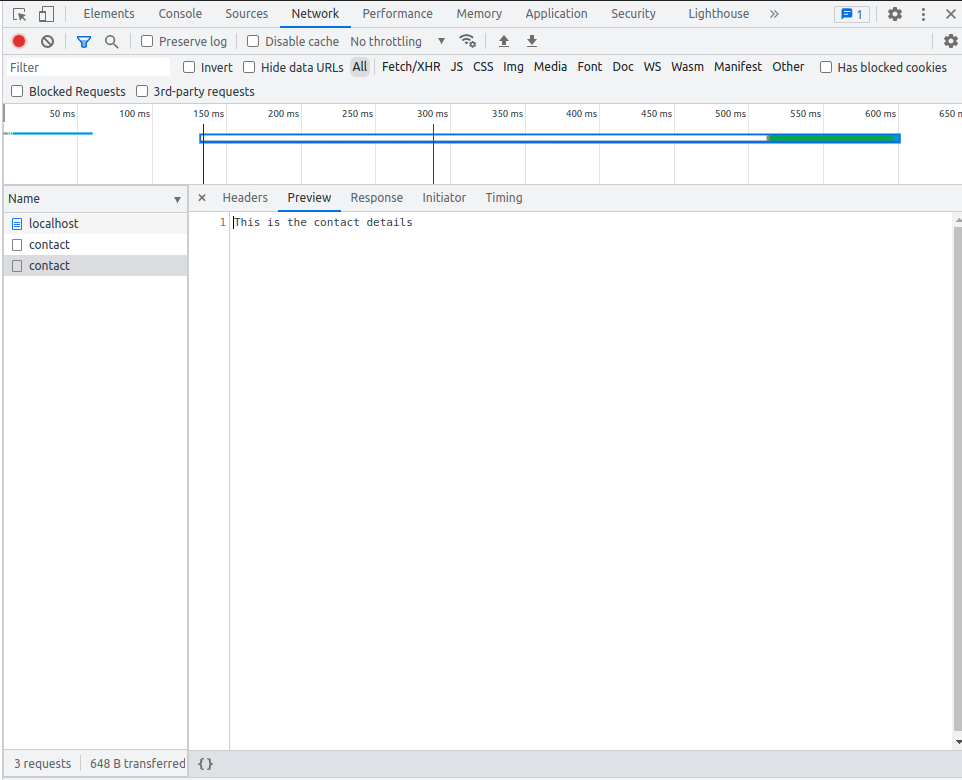 Elements Console Sources Network Performance Memory Application Security Lighthouse » 1
Preserve log Disable cache No throttling
Filter Invert Hide data URLs All Fetch/XHR JS CSS Img Media Font Doc WS Wasm Manifest Other Has blocked cookies
Blocked Requests 3rd-party requests
50 ms 100 ms 150 ms 200 ms 250 ms 300 ms 350 ms 400 ms 450 ms 500 ms 550 ms 600 ms 650 m
Name × Headers Preview Response Initiator Timing
localhost 1 This is the contact details
contact
contact
3 requests 648 B transferred {}